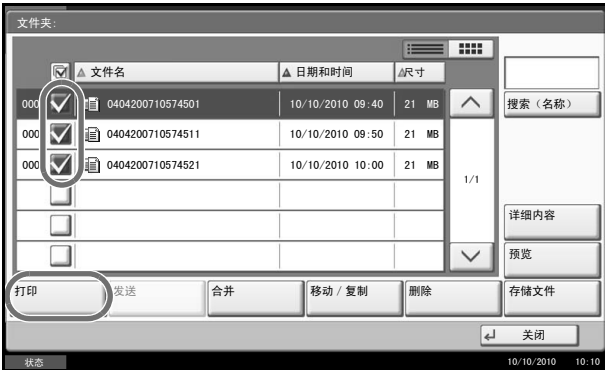 文件夹:
文件名 日期和时间 尺寸
000 0404200710574501 10/10/2010 09:40 21 MB 搜索（名称）
000 0404200710574511 10/10/2010 09:50 21 MB
000 0404200710574521 10/10/2010 10:00 21 MB
1/1
详细内容
预览
打印 发送 合并 移动 / 复制 删除 存储文件
关闭
状态 10/10/2010 10:10